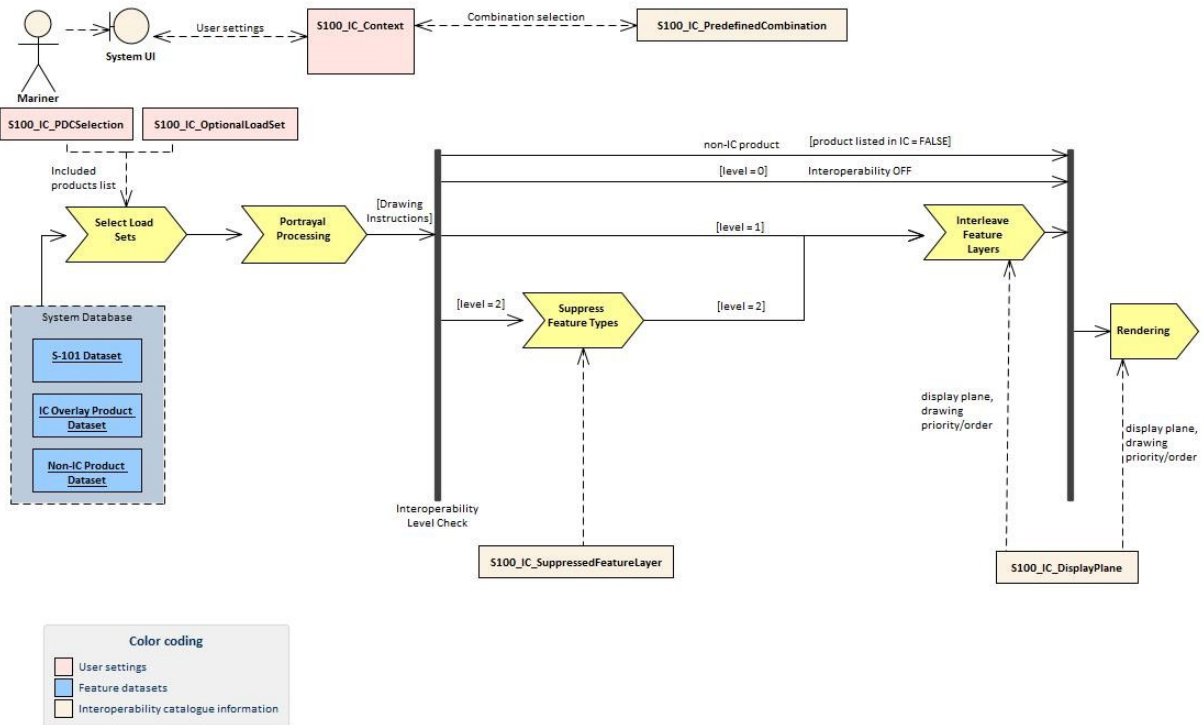 Mariner
System UI
User settings
S100_IC_Context
Combination selection
S100_IC_PredefinedCombination
S100_IC_PDCSelection
S100_IC_OptionalLoadSet
Included
products list
Select Load
Sets
Portrayal
Processing
[Drawing
Instructions]
non-IC product
[product listed in IC = FALSE]
[level = 0]
Interoperability OFF
[level = 1]
Interleave
Feature
Layers
[level = 2]
Suppress
Feature Types
[level = 2]
Rendering
System Database
S-101 Dataset
IC Overlay Product
Dataset
Non-IC Product
Dataset
display plane,
drawing
priority/order
display plane,
drawing
priority/order
Interoperability
Level Check
S100_IC_SuppressedFeatureLayer
S100_IC_DisplayPlane
Color coding
User settings
Feature datasets
Interoperability catalogue information